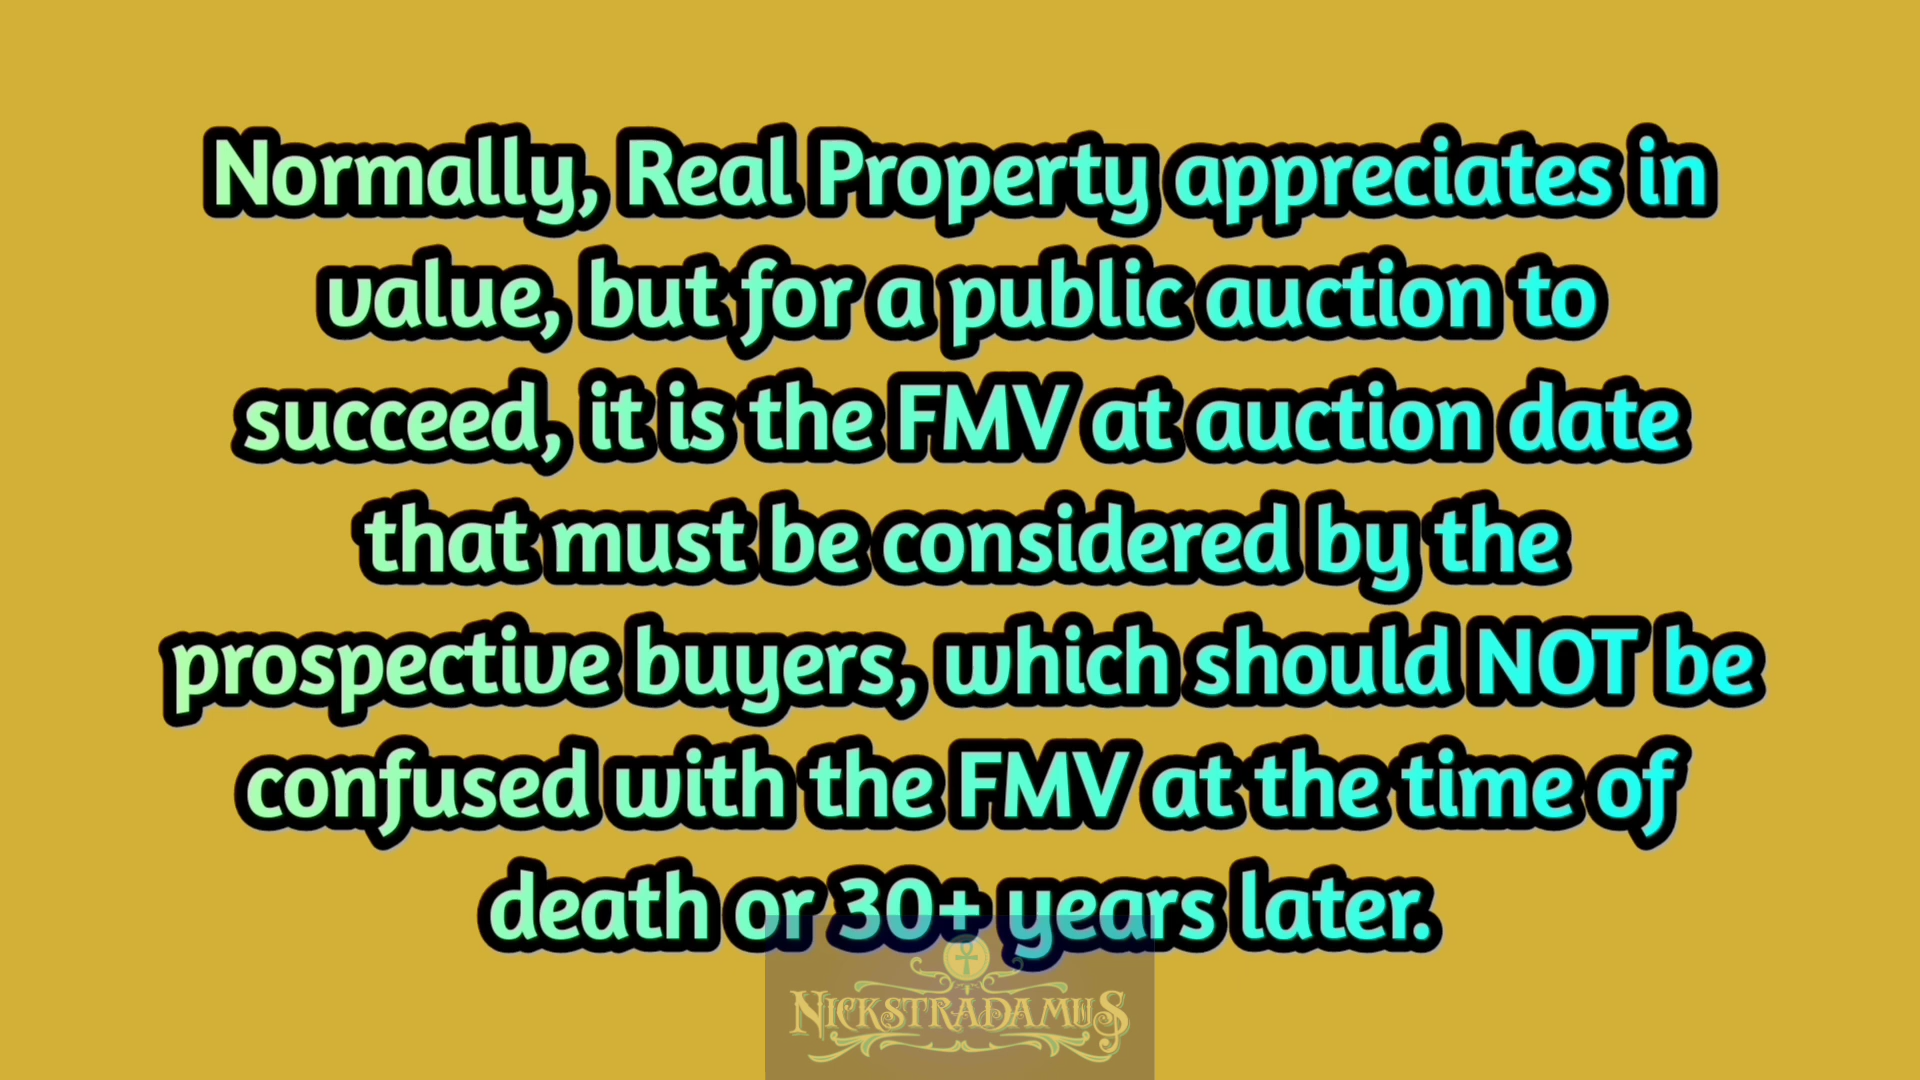 Normally, Real Property appreciates in
value, but for a public auction to
succeed, it is the FMV at auction date
that must be considered by the
prospective buyers, which should NOT be
confused with the FMV at the time of
death or 30+ years later.
NICKSTRADAMUS